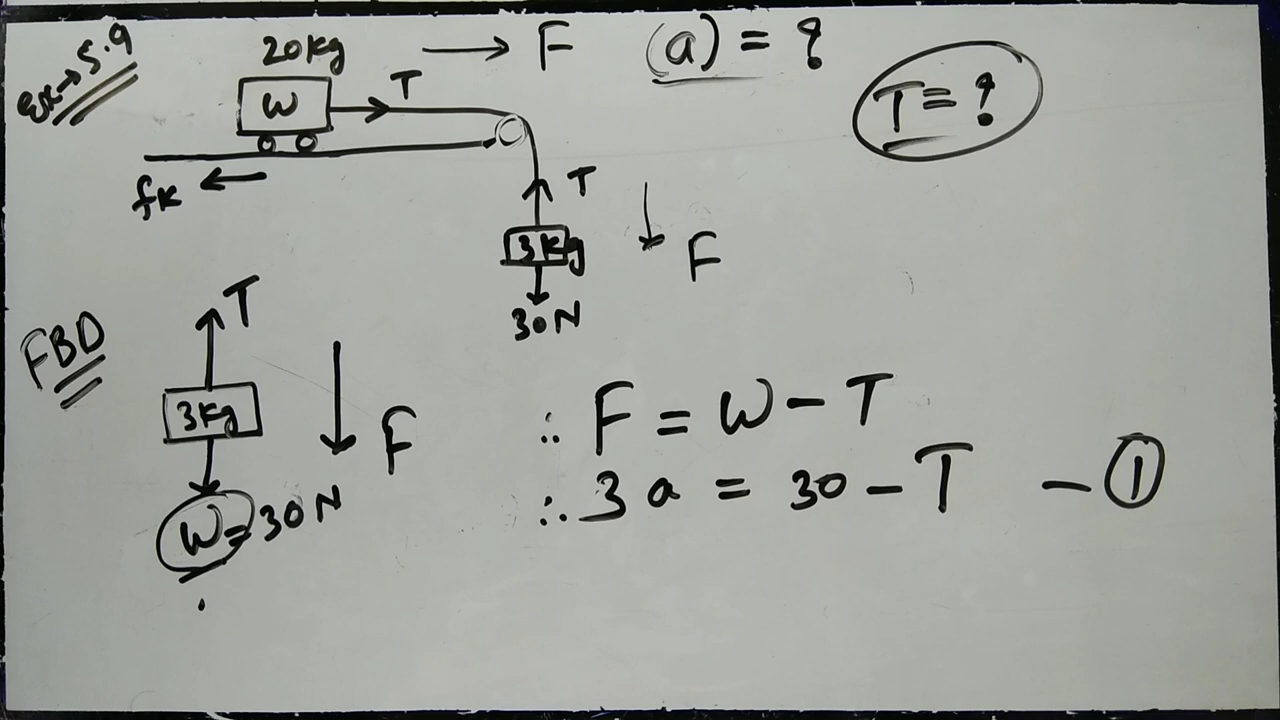 Ex→5.9
20kg
→ F
(a) = ?
T = ?
W
T
fk
T
3kg
F
30N
FBD
T
3kg
F
W = 30N
∴ F = W - T
∴ 3a = 30 - T - ①